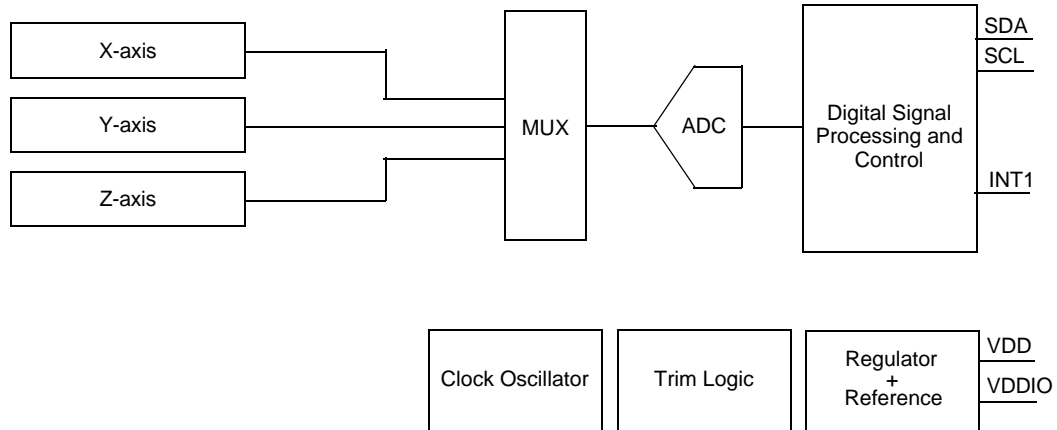 X-axis
Y-axis
Z-axis
MUX
ADC
Digital Signal
Processing and
Control
SDA
SCL
INT1
Clock Oscillator
Trim Logic
Regulator
+
Reference
VDD
VDDIO